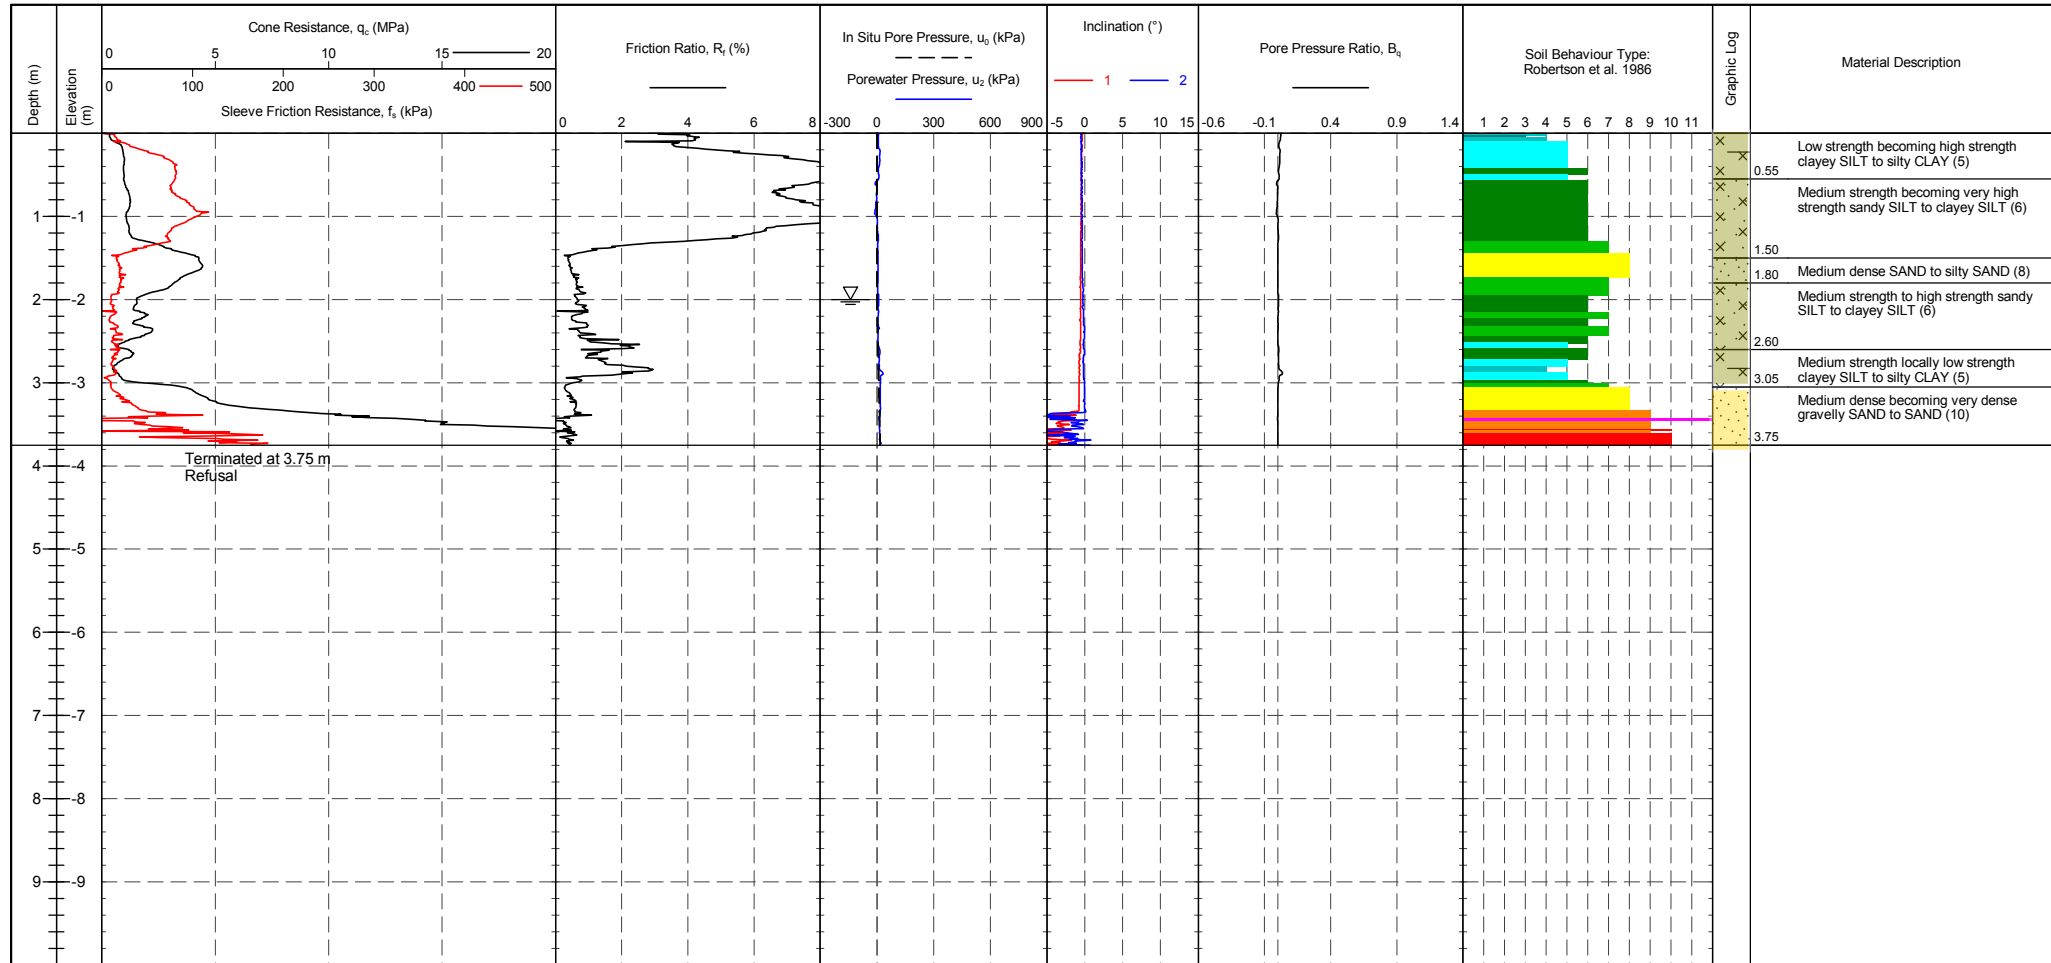 Depth (m)
Elevation (m)
Cone Resistance, qc (MPa)
0 5 10 15 20
0 100 200 300 400 500
Sleeve Friction Resistance, fs (kPa)
Friction Ratio, Rf (%)
0 2 4 6 8
In Situ Pore Pressure, u0 (kPa)
Porewater Pressure, u2 (kPa)
-300 0 300 600 900
Inclination (°)
1 2
-5 0 5 10 15
Pore Pressure Ratio, Bq
-0.6 -0.1 0.4 0.9 1.4
Soil Behaviour Type:
Robertson et al. 1986
1 2 3 4 5 6 7 8 9 10 11
Graphic Log
Material Description
Low strength becoming high strength
clayey SILT to silty CLAY (5)
0.55
Medium strength becoming very high
strength sandy SILT to clayey SILT (6)
1 -1
1.50
Medium dense SAND to silty SAND (8)
1.80
Medium strength to high strength sandy
SILT to clayey SILT (6)
2 -2
2.60
Medium strength locally low strength
clayey SILT to silty CLAY (5)
3 -3
3.05
Medium dense becoming very dense
gravelly SAND to SAND (10)
3.75
Terminated at 3.75 m
Refusal
4 -4
5 -5
6 -6
7 -7
8 -8
9 -9